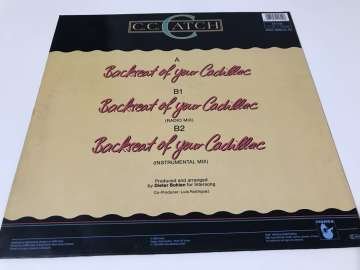 C.C. CATCH
A
Backseat of your Cadillac
B1
Backseat of your Cadillac
(RADIO MIX)
B2
Backseat of your Cadillac
(INSTRUMENTAL MIX)
Produced and arranged
by Dieter Bohlen for Intersong
Co-Producer: Luis Rodriguez